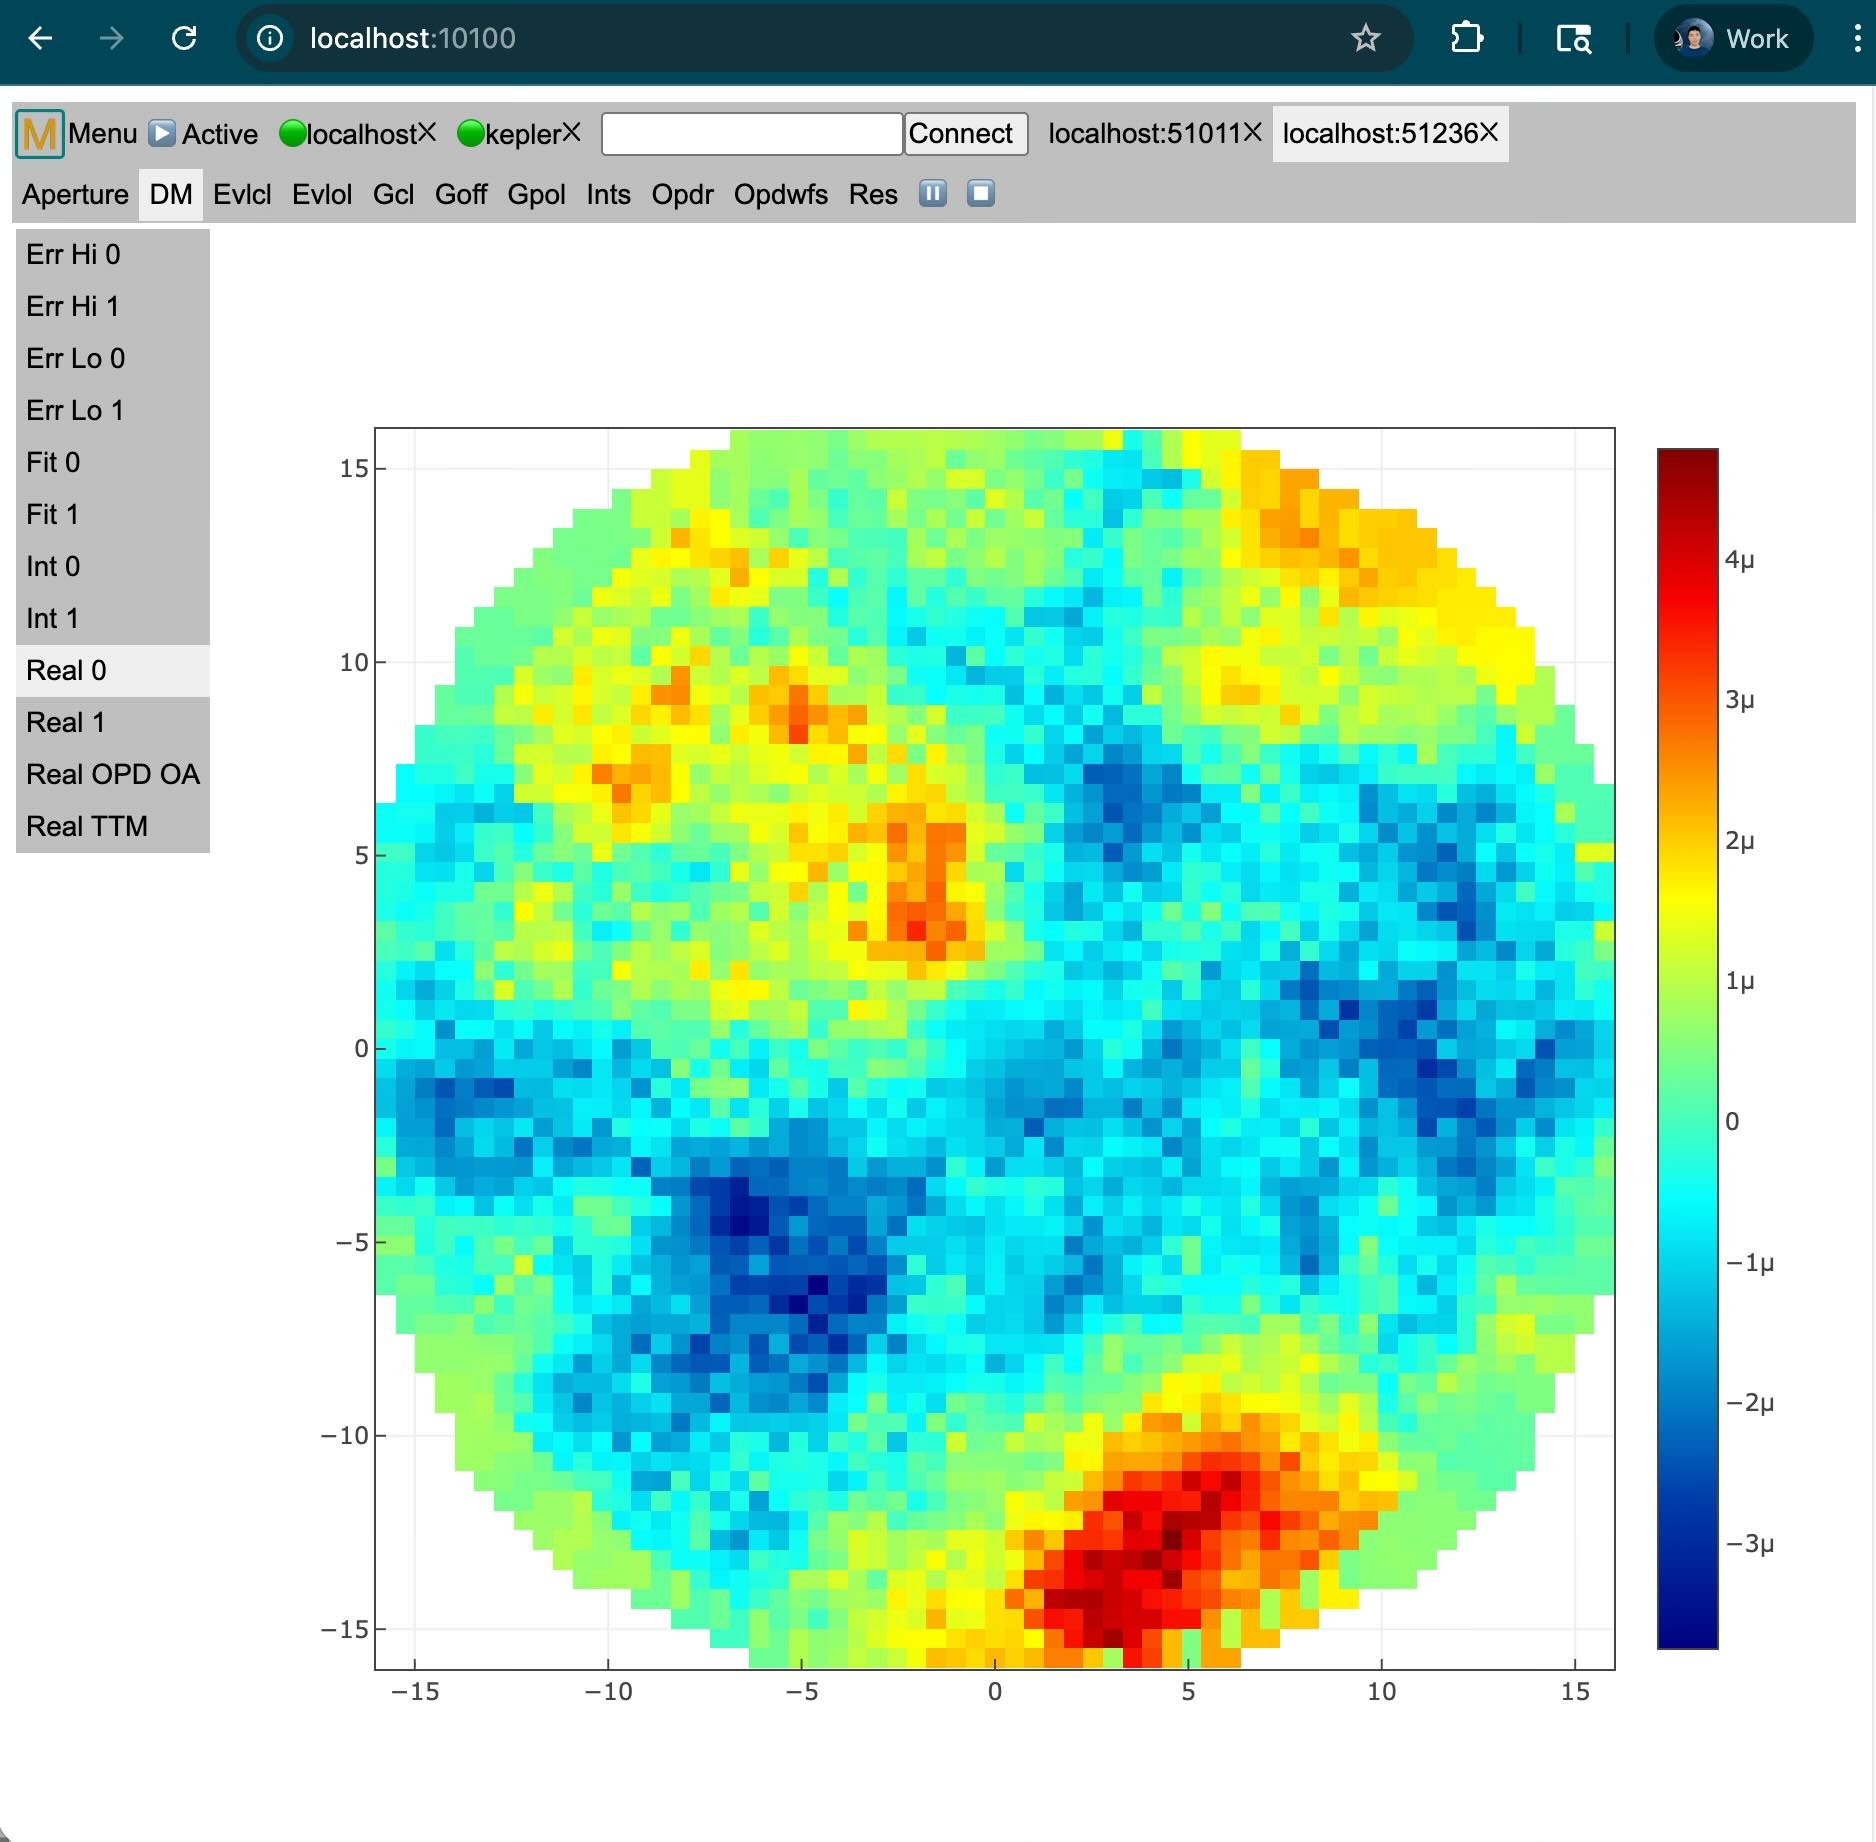 localhost:10100 Work
M Menu Active localhost× kepler× Connect localhost:51011× localhost:51236×
Aperture DM Evlcl Evlol Gcl Goff Gpol Ints Opdr Opdwfs Res
Err Hi 0
Err Hi 1
Err Lo 0
Err Lo 1
Fit 0
Fit 1
Int 0
Int 1
Real 0
Real 1
Real OPD OA
Real TTM
15
10
5
0
−5
−10
−15
−15 −10 −5 0 5 10 15
4μ
3μ
2μ
1μ
0
−1μ
−2μ
−3μ